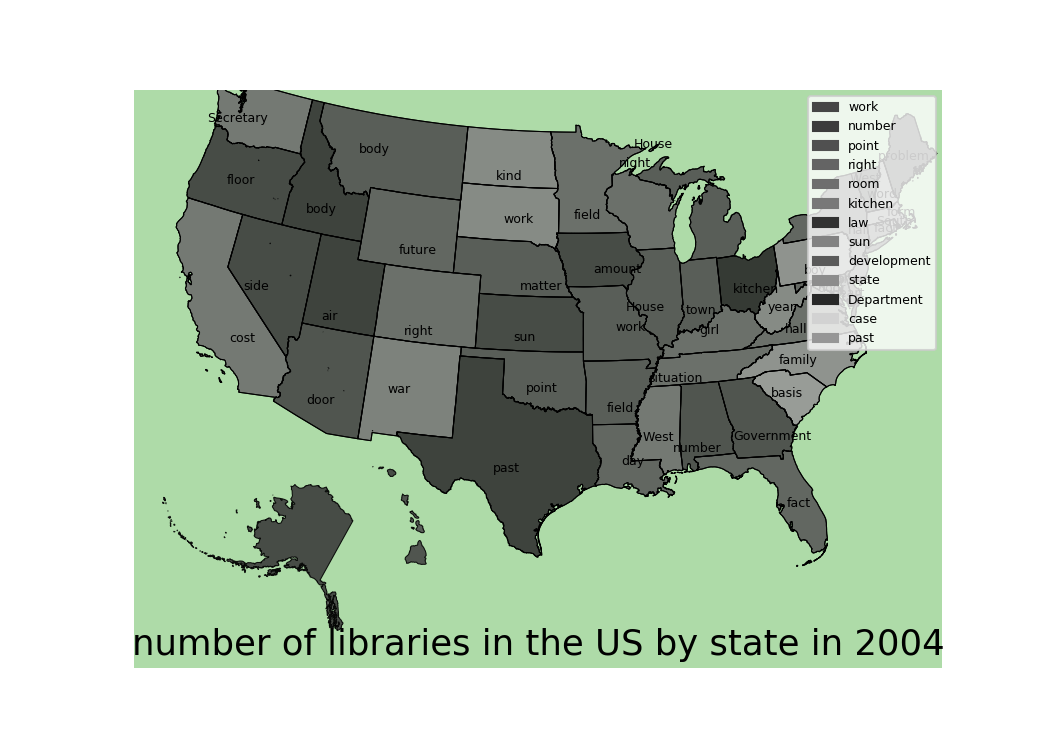 Secretary
House
night
body
floor
kind
work
body
field
future
amount
kitchen
boy
side
matter
House
town
year
air
work
girl
hall
cost
right
sun
family
situation
war
point
basis
door
field
West
Government
number
past
day
fact
problem
word
form
work
number
point
right
room
kitchen
law
sun
development
state
Department
case
past
number of libraries in the US by state in 2004